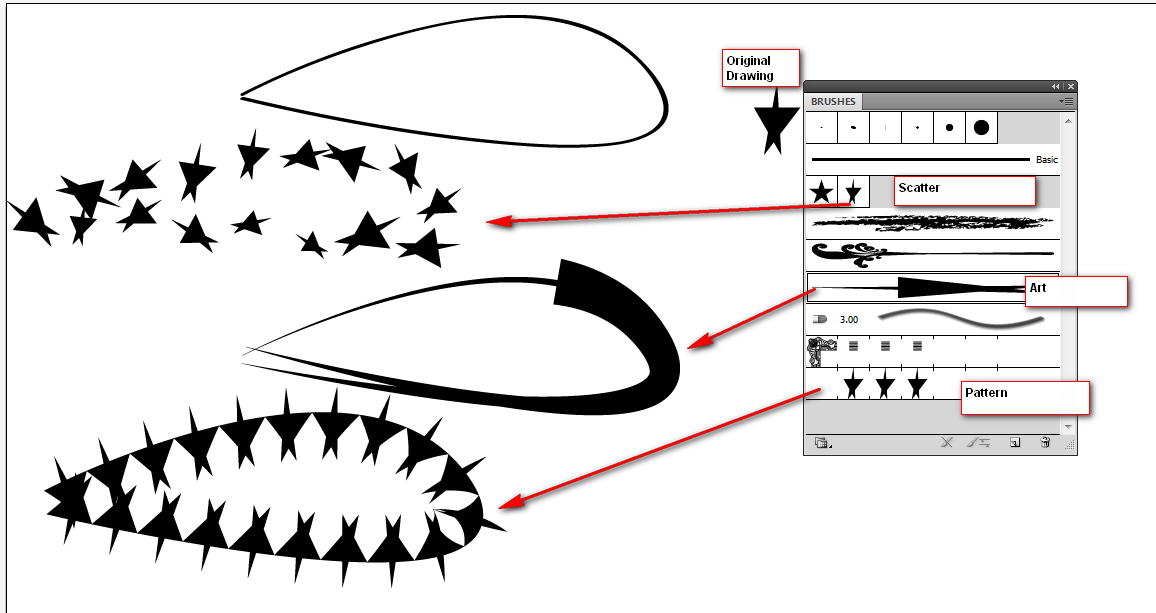 Original
Drawing
BRUSHES
Basic
Scatter
Art
3.00
Pattern